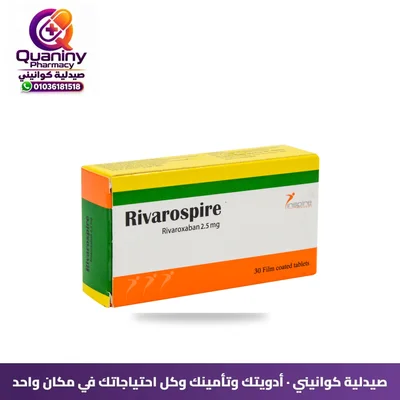 Quaniny
Pharmacy
صيدلية كوانيني
01036181518
Rivarospire
Rivaroxaban 2.5 mg
inspire
30 Film coated tablets
Rivarospire
صيدلية كوانيني · أدويتك وتأمينك وكل احتياجاتك في مكان واحد